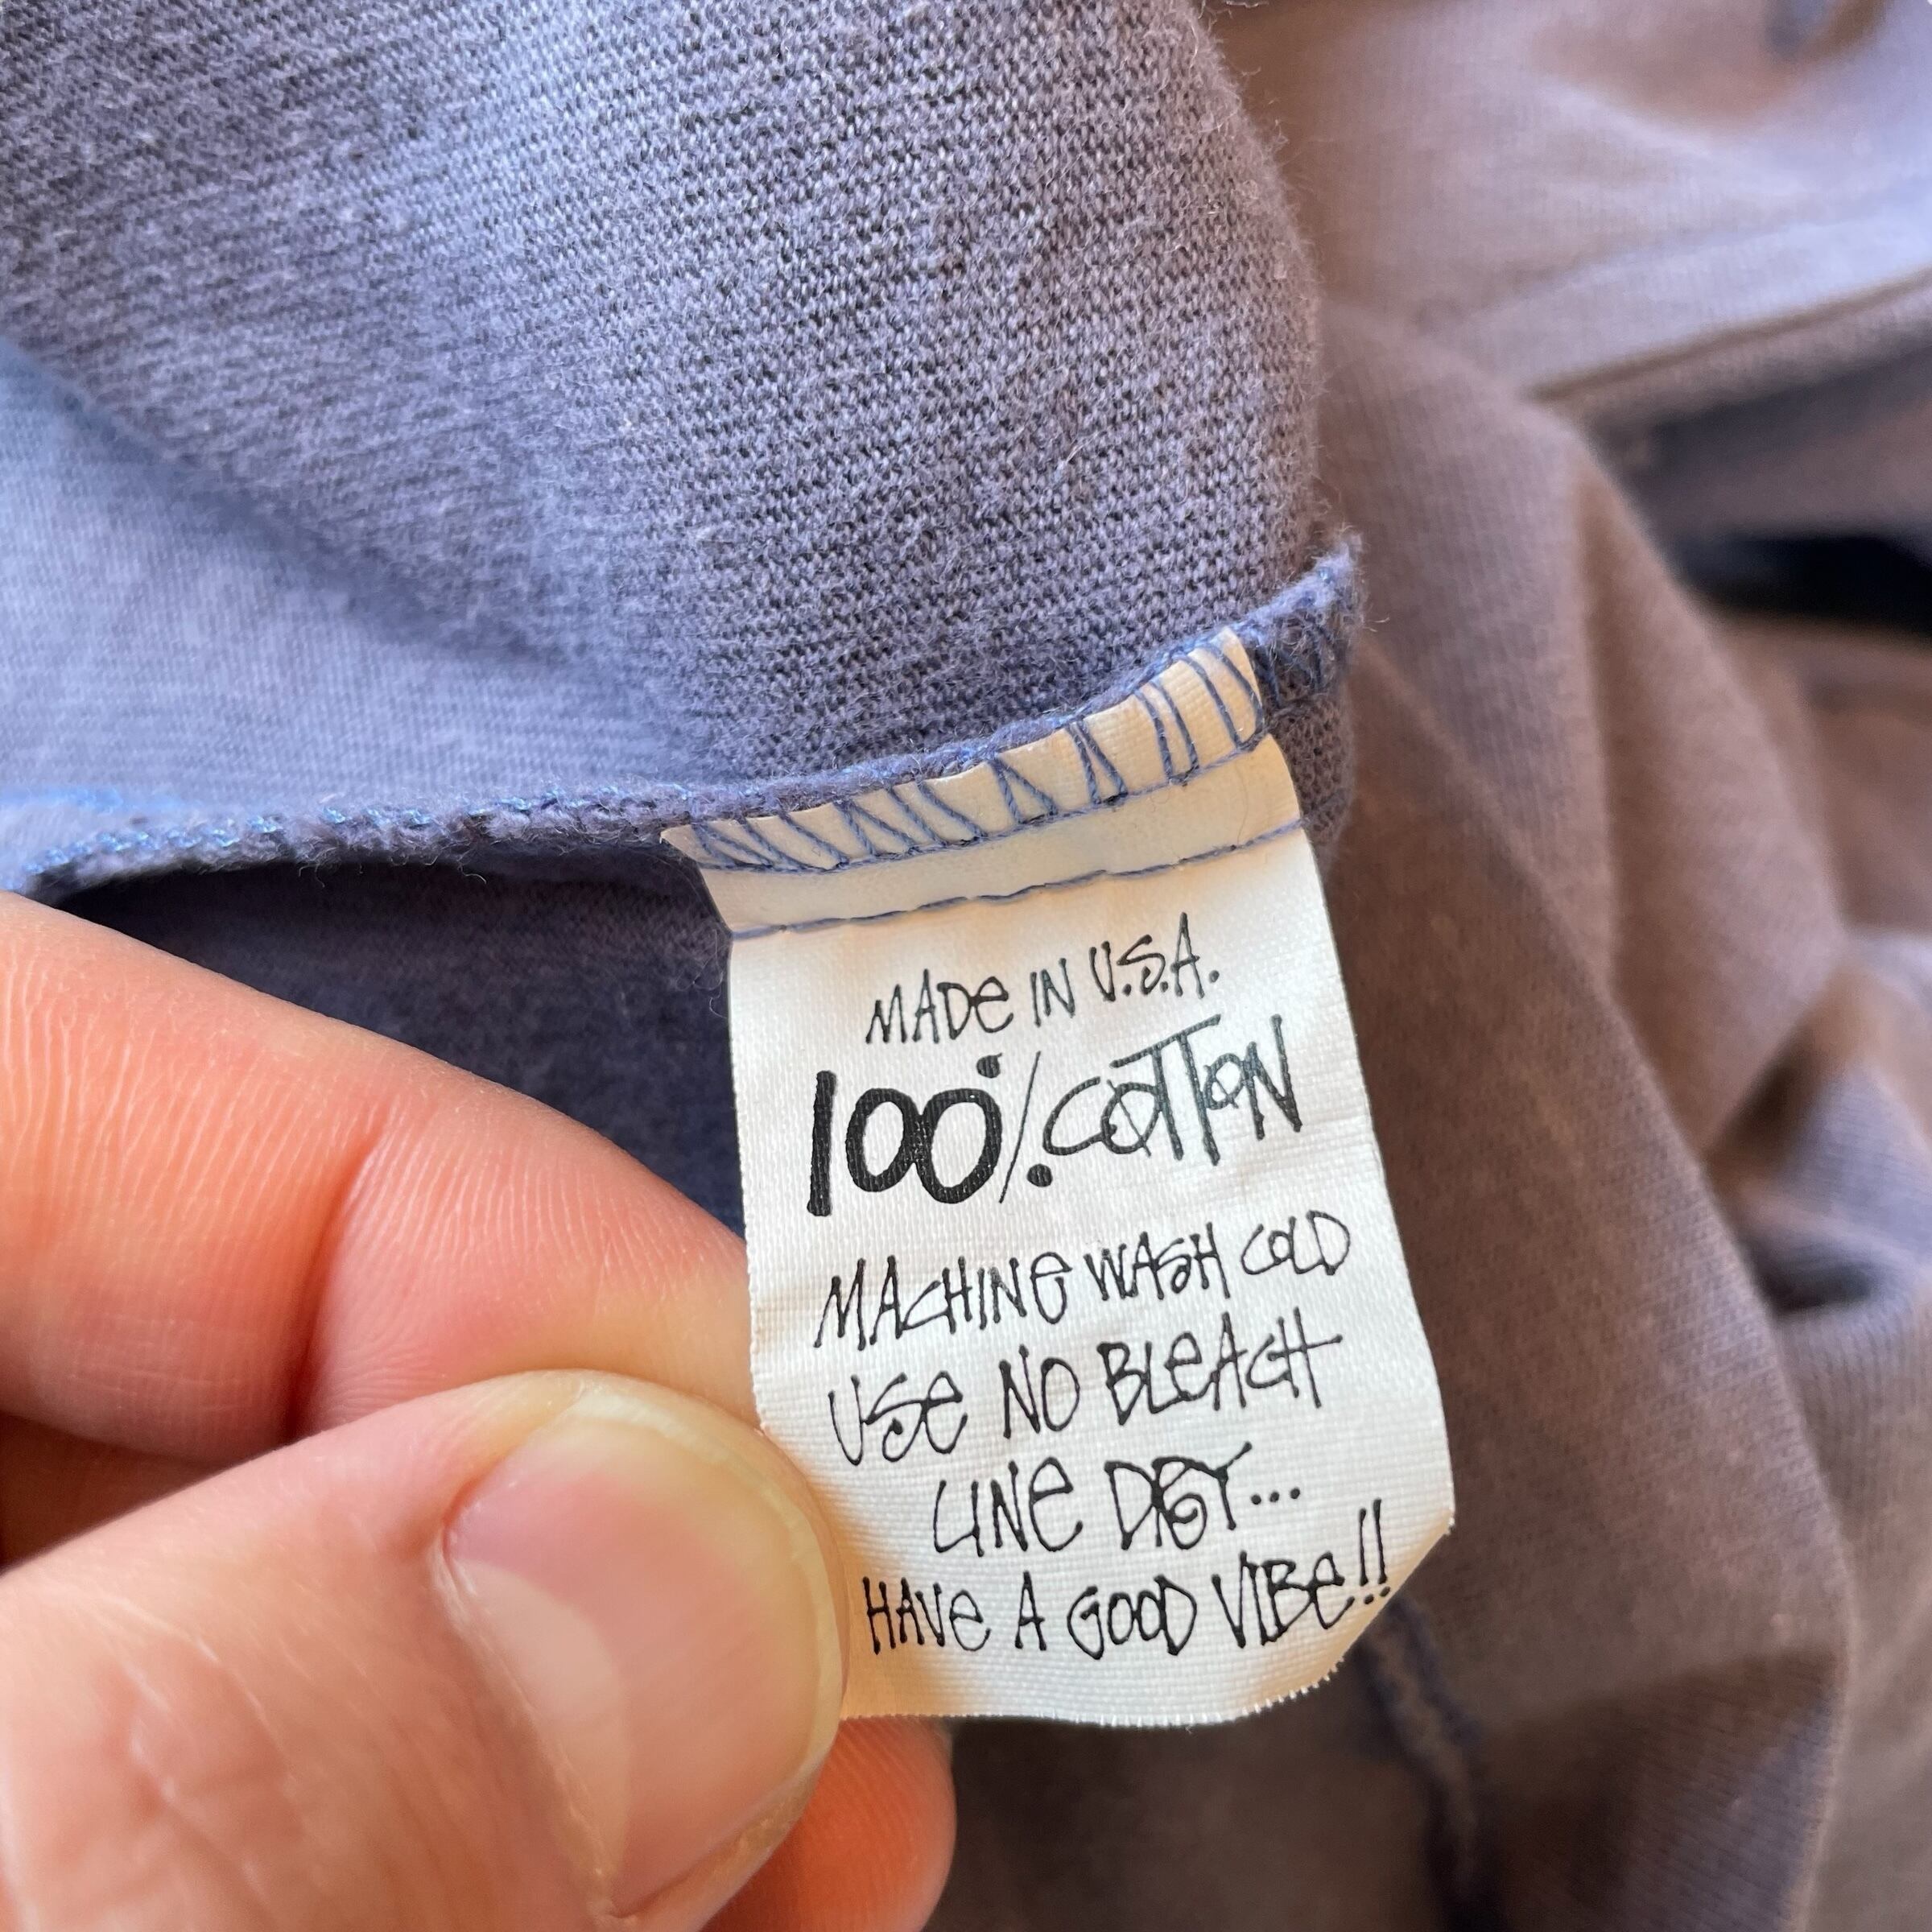 MADE IN U.S.A.
100% COTTON
MACHINE WASH COLD
USE NO BLEACH
LINE DRY...
HAVE A GOOD VIBE!!